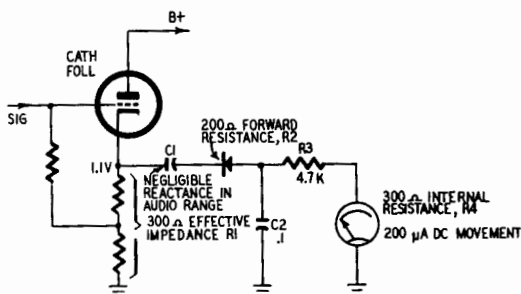 B+
CATH
FOLL
SIG
1.1V
C1
NEGLIGIBLE
REACTANCE IN
AUDIO RANGE
300Ω EFFECTIVE
IMPEDANCE R1
200Ω FORWARD
RESISTANCE, R2
R3
4.7K
C2
.1
300Ω INTERNAL
RESISTANCE, R4
200 µA DC MOVEMENT